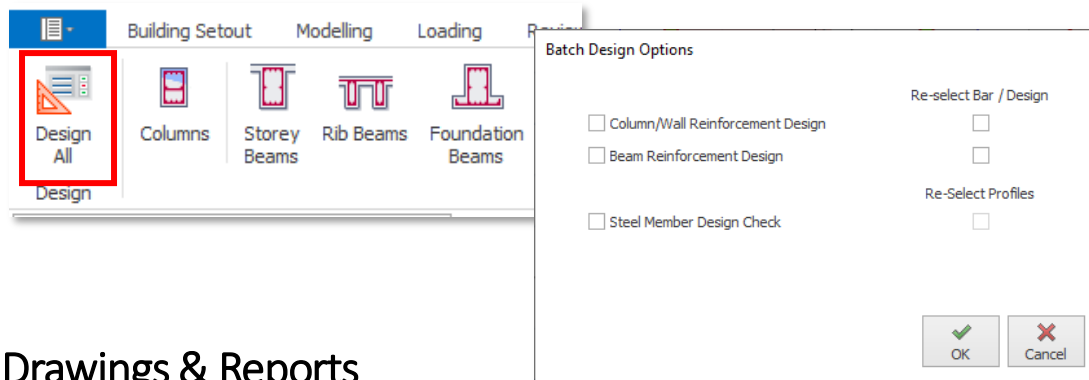 Building Setout Modelling Loading Review
Design All
Columns
Storey Beams
Rib Beams
Foundation Beams
Design
Batch Design Options
Re-select Bar / Design
Column/Wall Reinforcement Design
Beam Reinforcement Design
Re-Select Profiles
Steel Member Design Check
OK Cancel
Drawings & Reports